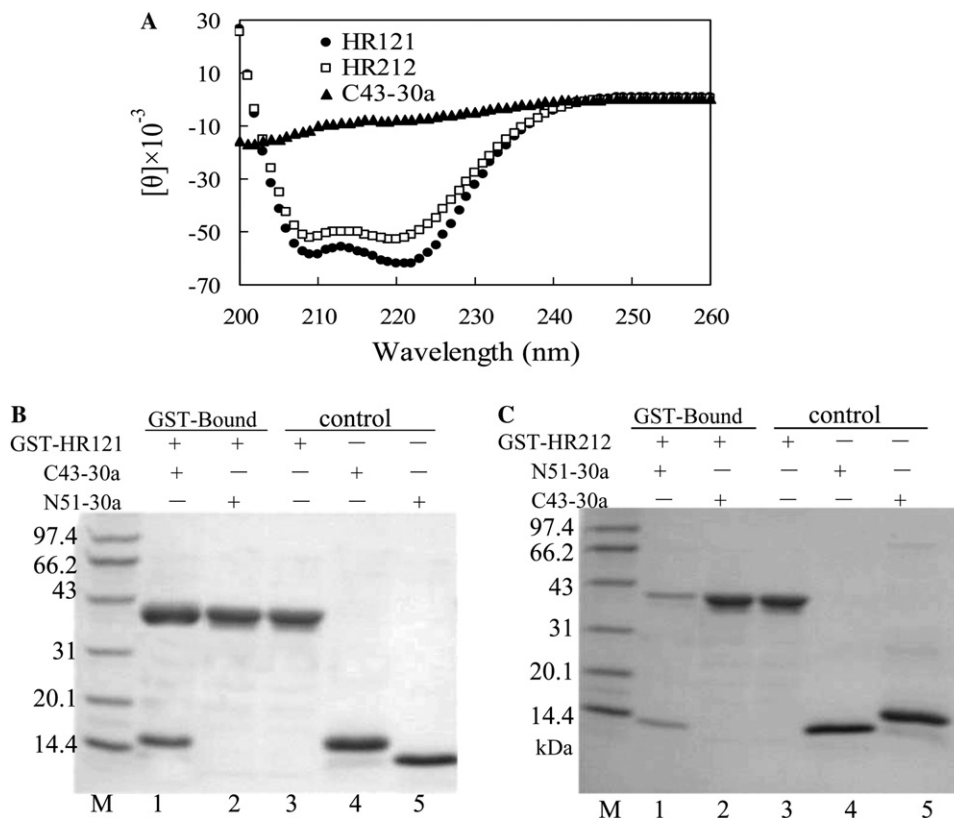 A
30
10
-10
-30
-50
-70
[θ]×10⁻³
HR121
HR212
C43-30a
200 210 220 230 240 250 260
Wavelength (nm)
B
GST-Bound control
GST-HR121 + + + — —
C43-30a + — — + —
N51-30a — + — — +
97.4
66.2
43
31
20.1
14.4
M 1 2 3 4 5
C
GST-Bound control
GST-HR212 + + + — —
N51-30a + — — + —
C43-30a — + — — +
97.4
66.2
43
31
20.1
14.4
kDa
M 1 2 3 4 5